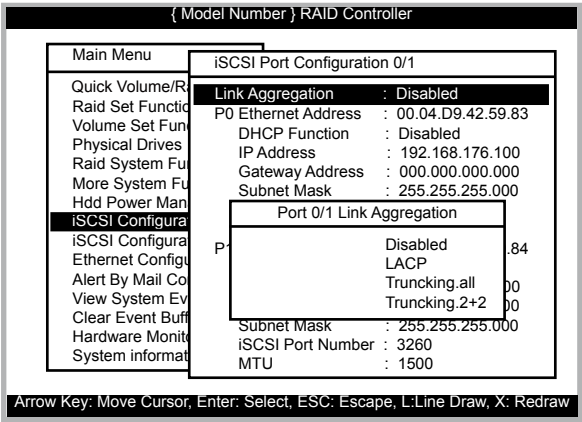 { Model Number } RAID Controller
Main Menu
Quick Volume/Ra
Raid Set Functio
Volume Set Fun
Physical Drives
Raid System Fu
More System Fu
Hdd Power Man
iSCSI Configura
iSCSI Configura
Ethernet Configu
Alert By Mail Co
View System Ev
Clear Event Buff
Hardware Monito
System informat
iSCSI Port Configuration 0/1
Link Aggregation : Disabled
P0 Ethernet Address : 00.04.D9.42.59.83
DHCP Function : Disabled
IP Address : 192.168.176.100
Gateway Address : 000.000.000.000
Subnet Mask : 255.255.255.000
Port 0/1 Link Aggregation
Disabled
LACP
Truncking.all
Truncking.2+2
.84
Subnet Mask : 255.255.255.000
iSCSI Port Number : 3260
MTU : 1500
Arrow Key: Move Cursor, Enter: Select, ESC: Escape, L:Line Draw, X: Redraw